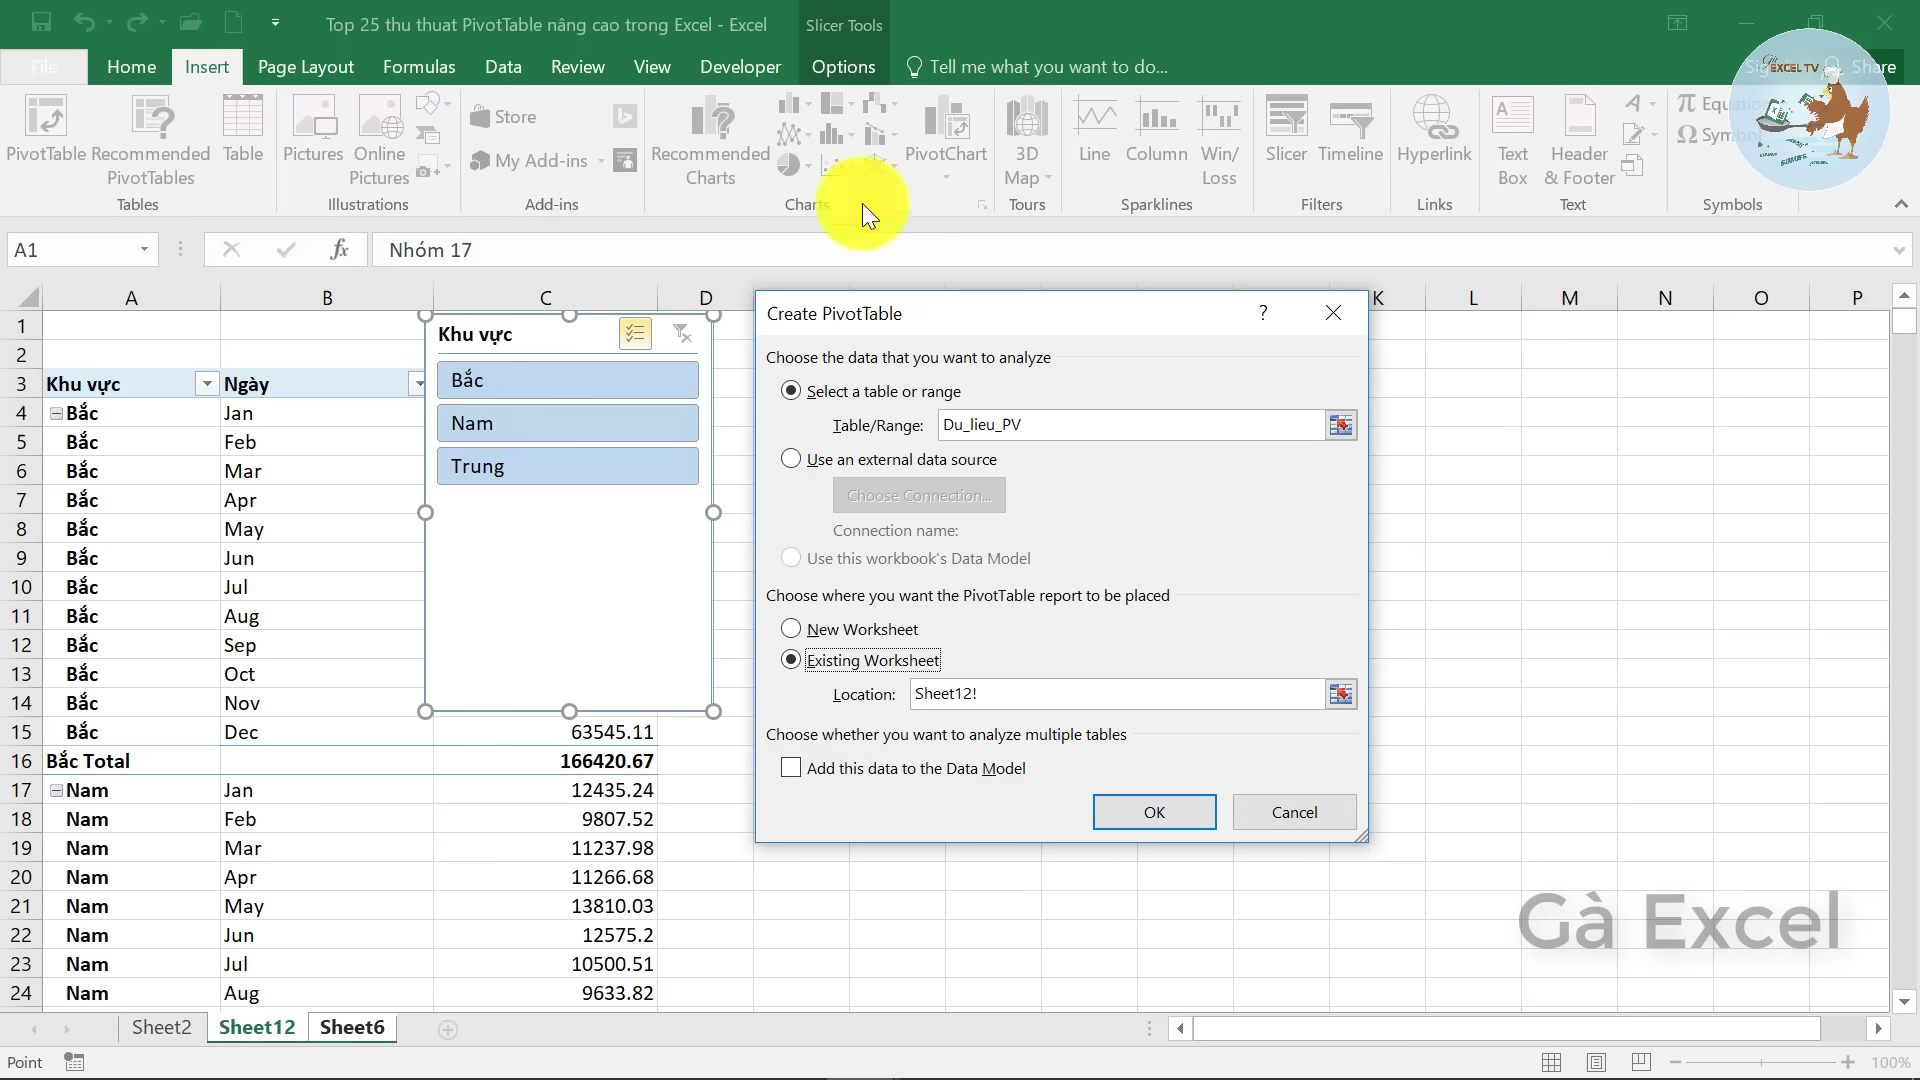 Top 25 thu thuat PivotTable nâng cao trong Excel - Excel
Slicer Tools
File Home Insert Page Layout Formulas Data Review View Developer Options Tell me what you want to do... Share
PivotTable Recommended PivotTables Table
Tables
Pictures Online Pictures
Illustrations
Store
My Add-ins
Add-ins
Recommended Charts
PivotChart
Charts
3D Map
Tours
Line Column Win/Loss
Sparklines
Slicer Timeline
Filters
Hyperlink
Links
Text Box Header & Footer
Text
Symbols
EXCEL TV
A1
fx
Nhóm 17
A B C D K L M N O P
1
2
3 Khu vực Ngày
4 Bắc Jan
5 Bắc Feb
6 Bắc Mar
7 Bắc Apr
8 Bắc May
9 Bắc Jun
10 Bắc Jul
11 Bắc Aug
12 Bắc Sep
13 Bắc Oct
14 Bắc Nov
15 Bắc Dec 63545.11
16 Bắc Total 166420.67
17 Nam Jan 12435.24
18 Nam Feb 9807.52
19 Nam Mar 11237.98
20 Nam Apr 11266.68
21 Nam May 13810.03
22 Nam Jun 12575.2
23 Nam Jul 10500.51
24 Nam Aug 9633.82
Khu vực
Bắc
Nam
Trung
Create PivotTable
?
Choose the data that you want to analyze
Select a table or range
Table/Range: Du_lieu_PV
Use an external data source
Choose Connection...
Connection name:
Use this workbook's Data Model
Choose where you want the PivotTable report to be placed
New Worksheet
Existing Worksheet
Location: Sheet12!
Choose whether you want to analyze multiple tables
Add this data to the Data Model
OK Cancel
Gà Excel
Sheet2 Sheet12 Sheet6
Point
100%